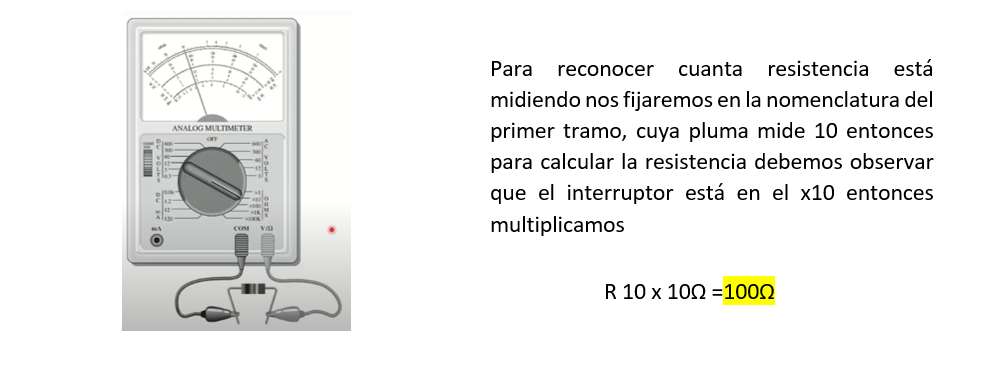 ANALOG MULTIMETER
OFF
mA
COM V/Ω
Para reconocer cuanta resistencia está
midiendo nos fijaremos en la nomenclatura del
primer tramo, cuya pluma mide 10 entonces
para calcular la resistencia debemos observar
que el interruptor está en el x10 entonces
multiplicamos
R 10 x 10Ω =100Ω